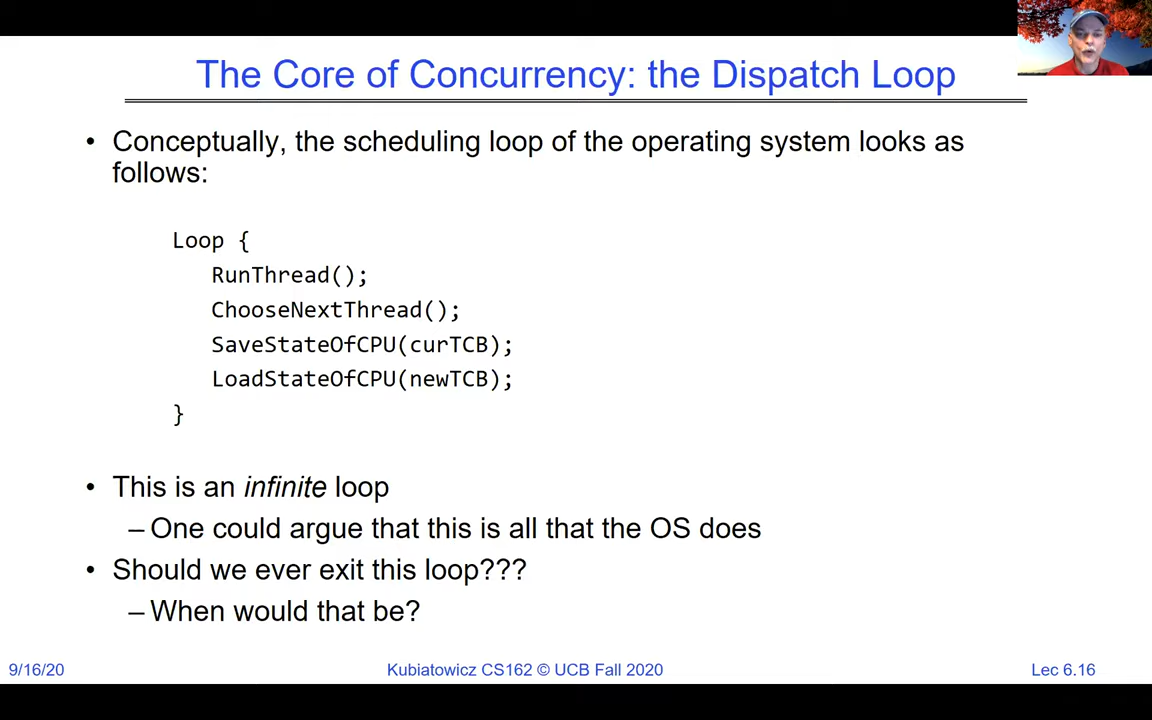 The Core of Concurrency: the Dispatch Loop
• Conceptually, the scheduling loop of the operating system looks as
follows:
Loop {
RunThread();
ChooseNextThread();
SaveStateOfCPU(curTCB);
LoadStateOfCPU(newTCB);
}
• This is an infinite loop
– One could argue that this is all that the OS does
• Should we ever exit this loop???
– When would that be?
9/16/20
Kubiatowicz CS162 © UCB Fall 2020
Lec 6.16